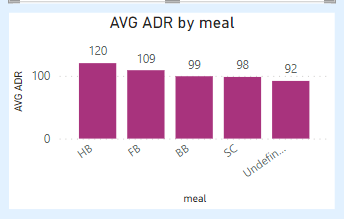 AVG ADR by meal
120
109
99
98
92
100
0
AVG ADR
HB
FB
BB
SC
Undefin...
meal